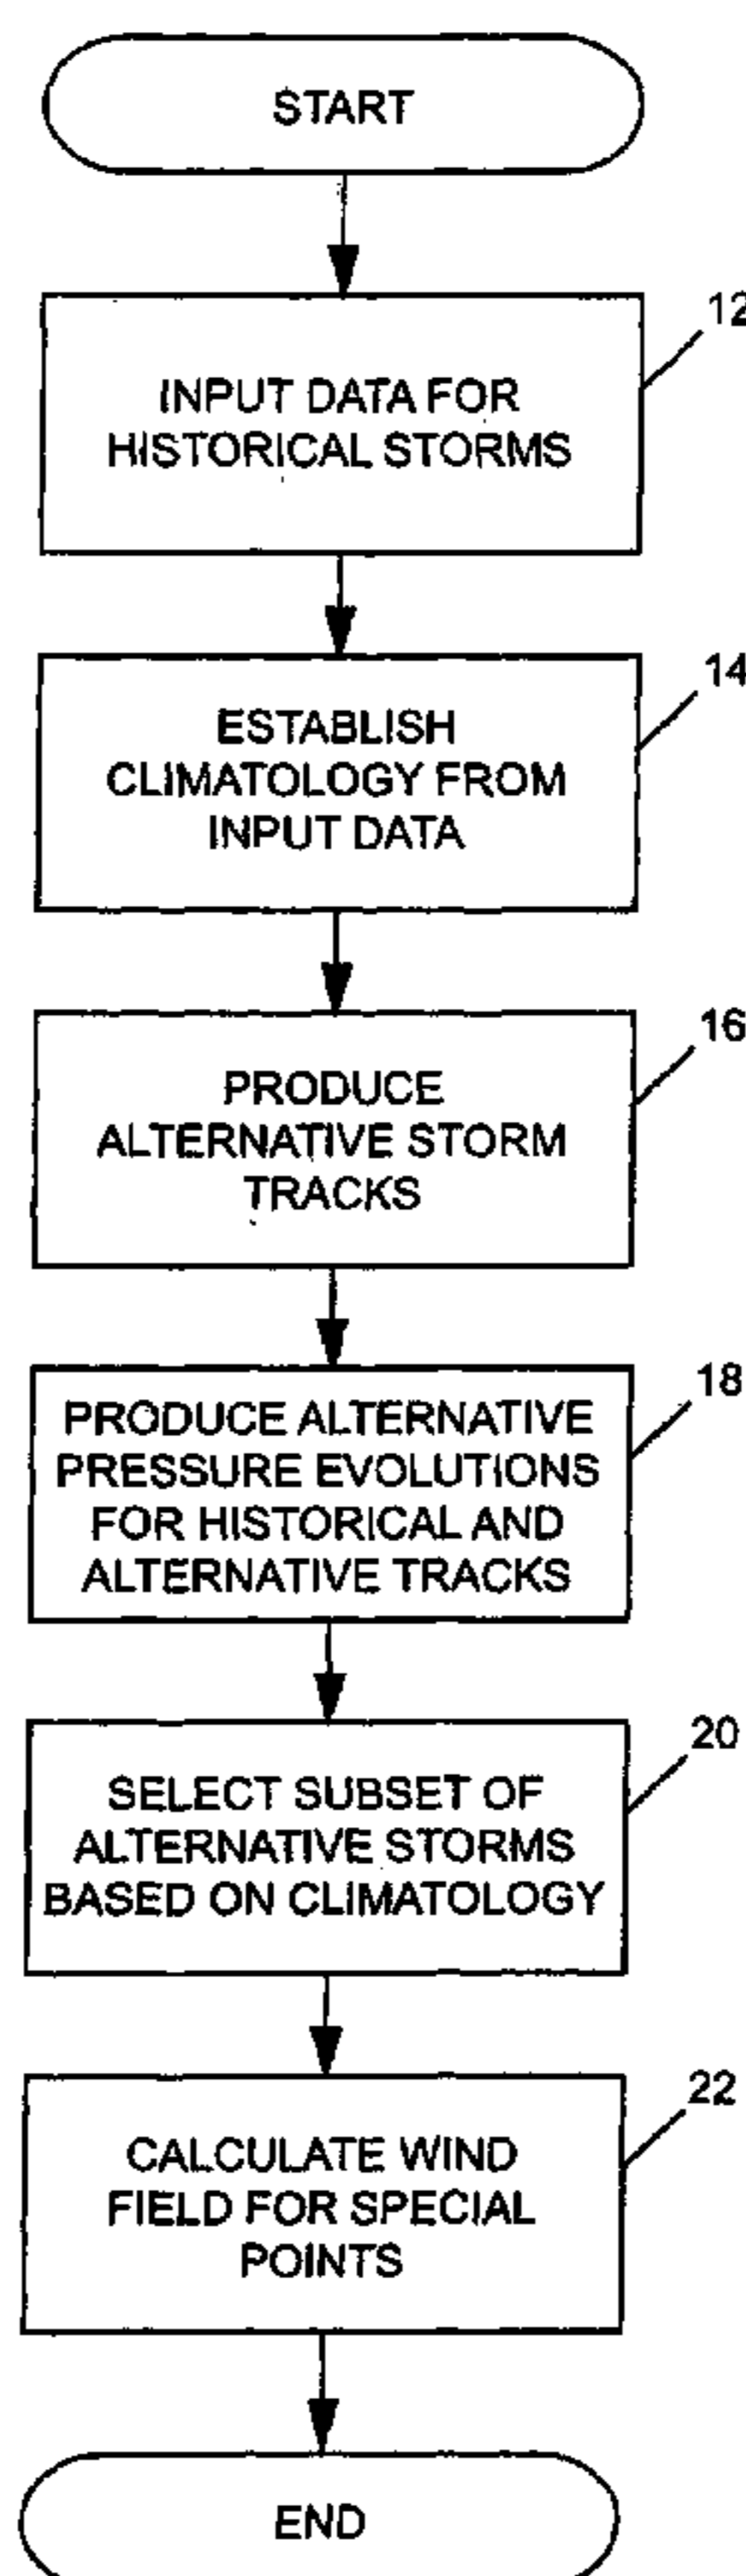 START
12
INPUT DATA FOR
HISTORICAL STORMS
14
ESTABLISH
CLIMATOLOGY FROM
INPUT DATA
16
PRODUCE
ALTERNATIVE STORM
TRACKS
18
PRODUCE ALTERNATIVE
PRESSURE EVOLUTIONS
FOR HISTORICAL AND
ALTERNATIVE TRACKS
20
SELECT SUBSET OF
ALTERNATIVE STORMS
BASED ON CLIMATOLOGY
22
CALCULATE WIND
FIELD FOR SPECIAL
POINTS
END